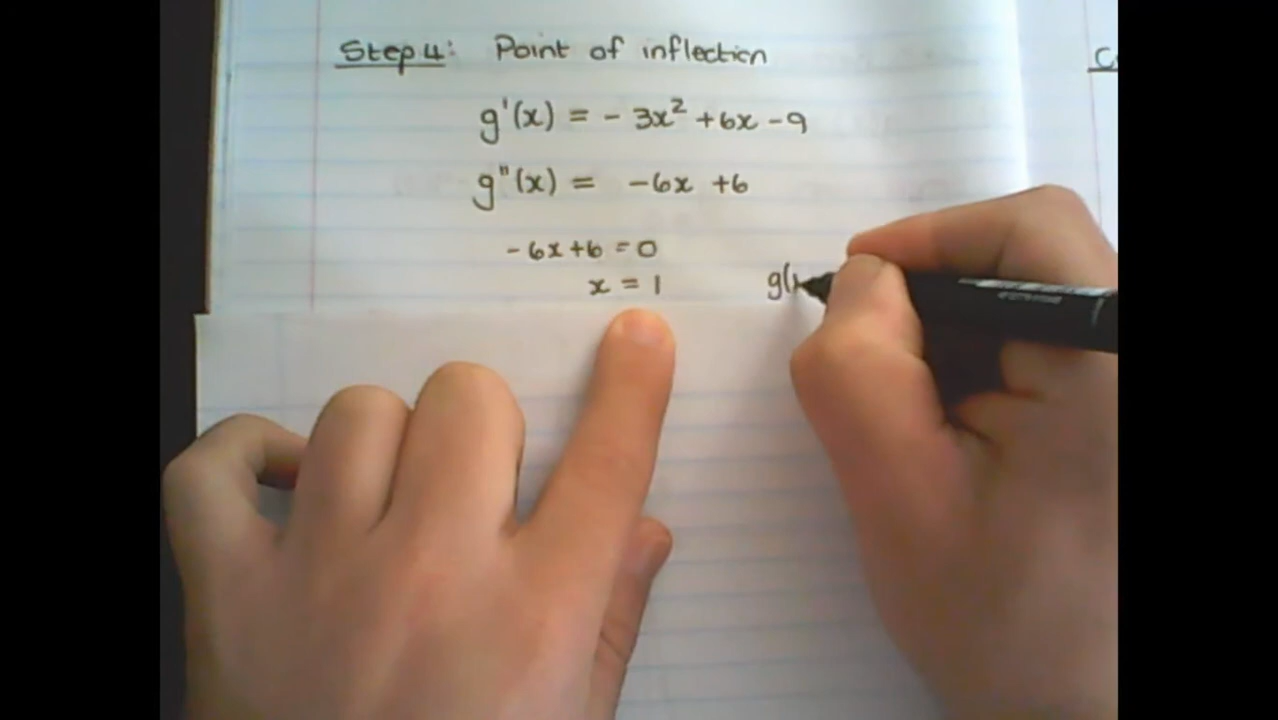 Step 4: Point of inflection
g'(x) = - 3x² + 6x - 9
g"(x) = -6x + 6
- 6x + 6 = 0
x = 1
g(